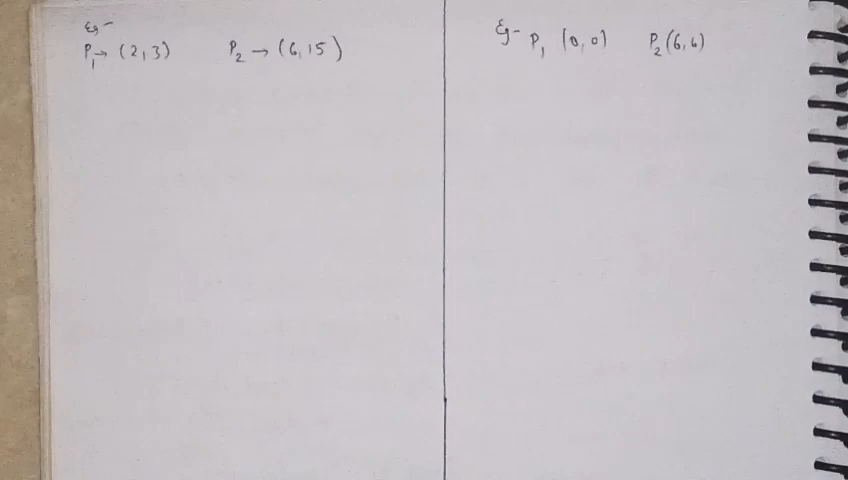 Eg-
P1→ (2,3) P2 → (6,15)
Eg- P1 (0,0) P2(6,6)